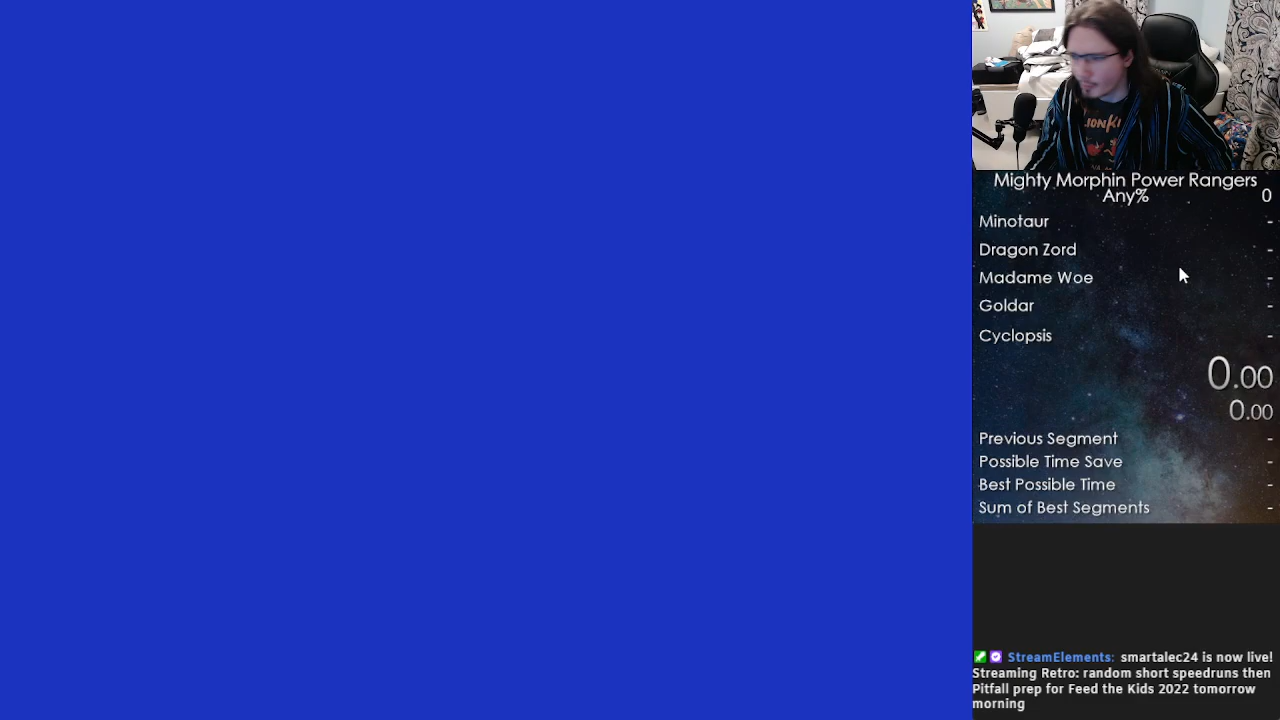 LION KI
Mighty Morphin Power Rangers
Any% 0
Minotaur -
Dragon Zord -
Madame Woe -
Goldar -
Cyclopsis -
0.00
0.00
Previous Segment -
Possible Time Save -
Best Possible Time -
Sum of Best Segments -
StreamElements: smartalec24 is now live!
Streaming Retro: random short speedruns then
Pitfall prep for Feed the Kids 2022 tomorrow
morning